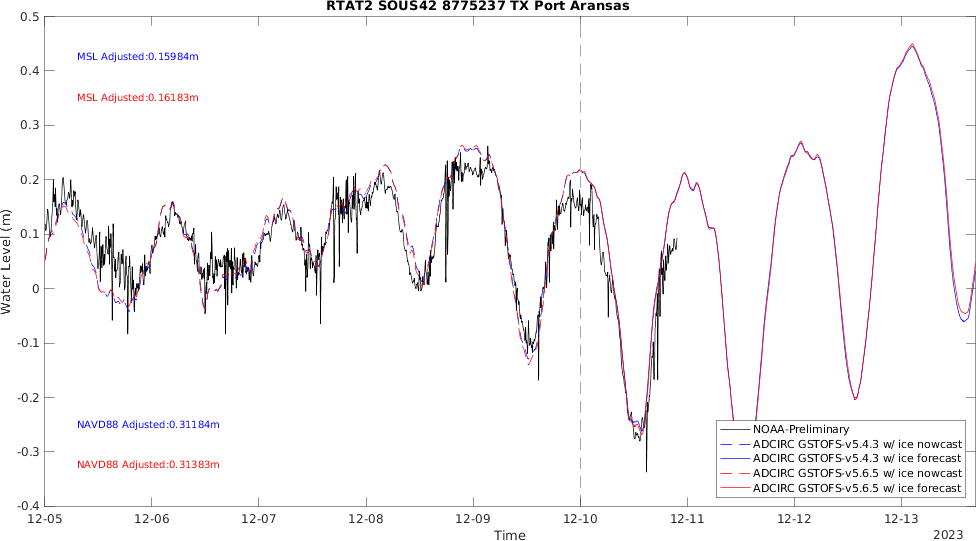 RTAT2 SOUS42 8775237 TX Port Aransas
0.5
0.4
0.3
0.2
0.1
0
-0.1
-0.2
-0.3
-0.4
Water Level (m)
MSL Adjusted:0.15984m
MSL Adjusted:0.16183m
NAVD88 Adjusted:0.31184m
NAVD88 Adjusted:0.31383m
NOAA-Preliminary
ADCIRC GSTOFS-v5.4.3 w/ ice nowcast
ADCIRC GSTOFS-v5.4.3 w/ ice forecast
ADCIRC GSTOFS-v5.6.5 w/ ice nowcast
ADCIRC GSTOFS-v5.6.5 w/ ice forecast
12-05 12-06 12-07 12-08 12-09 12-10 12-11 12-12 12-13
Time
2023